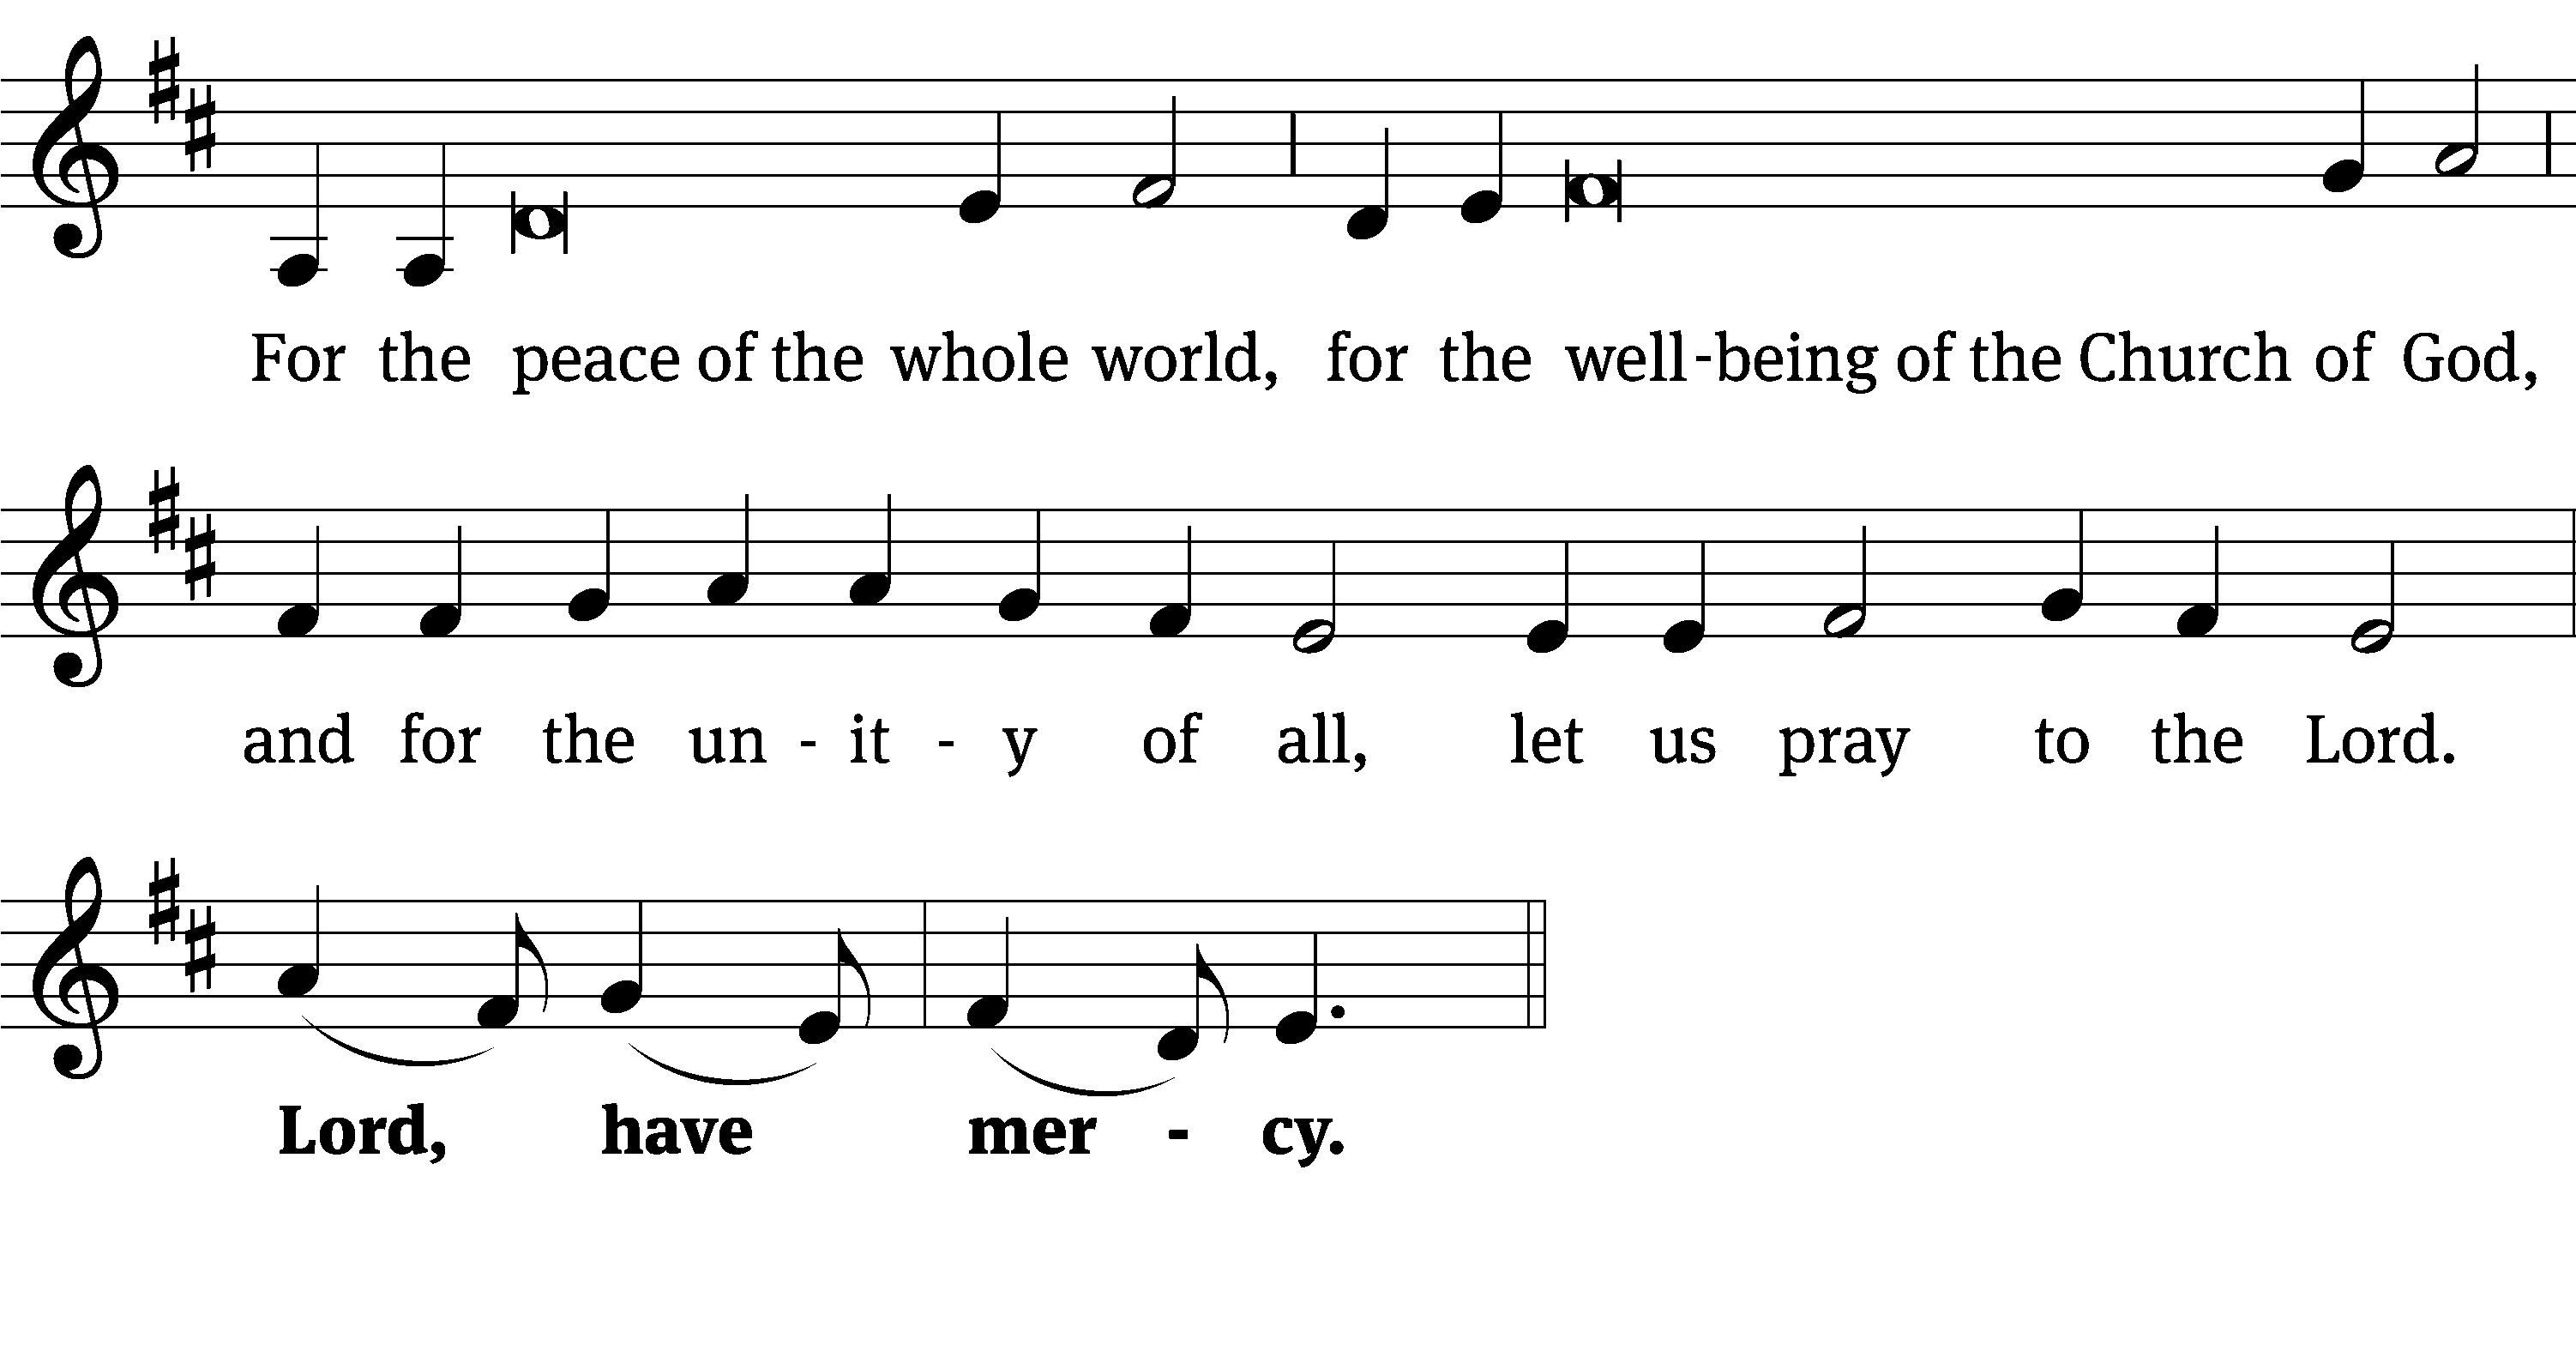 For the peace of the whole world, for the well-being of the Church of God,
and for the un - it - y of all, let us pray to the Lord.
Lord, have mer - cy.